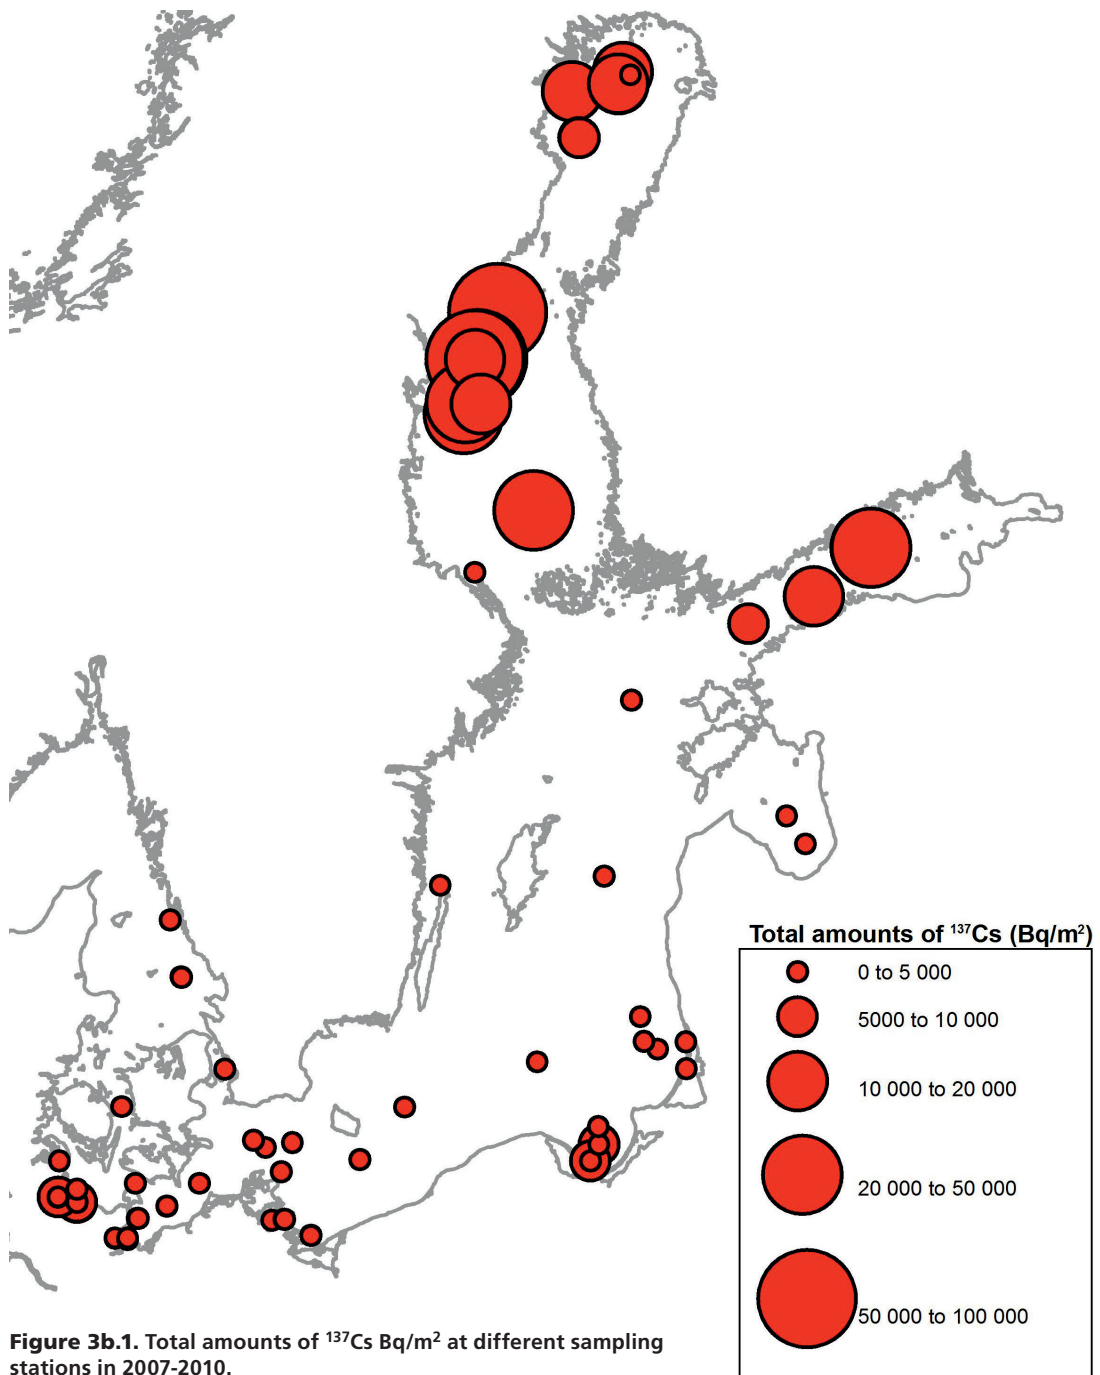 Total amounts of ¹³⁷Cs (Bq/m²)
0 to 5 000
5000 to 10 000
10 000 to 20 000
20 000 to 50 000
50 000 to 100 000
Figure 3b.1. Total amounts of ¹³⁷Cs Bq/m² at different sampling
stations in 2007-2010.